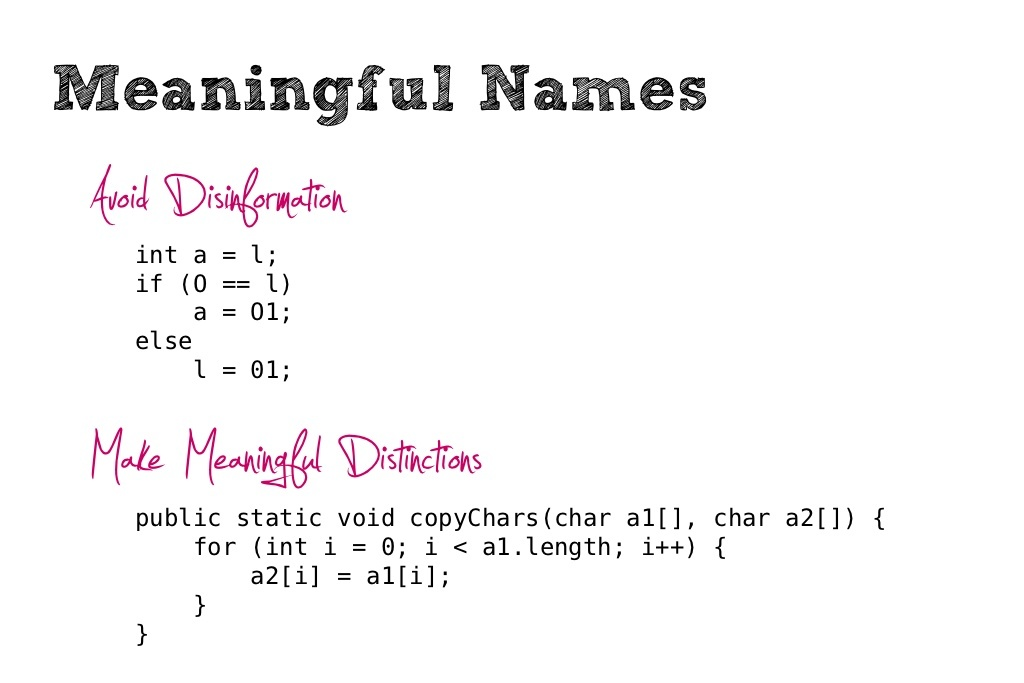 Meaningful Names
Avoid Disinformation
int a = l;
if (O == l)
    a = O1;
else
    l = 01;
Make Meaningful Distinctions
public static void copyChars(char a1[], char a2[]) {
    for (int i = 0; i < a1.length; i++) {
        a2[i] = a1[i];
    }
}